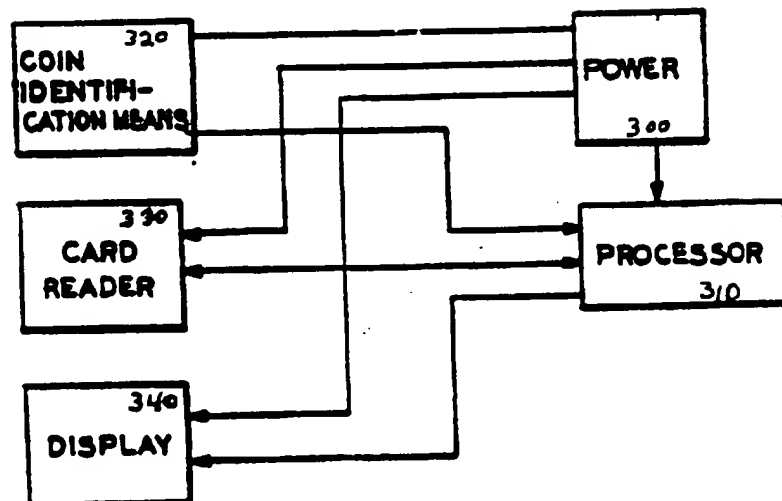 320
COIN
IDENTIFI-
CATION MEANS
POWER
300
330
CARD
READER
PROCESSOR
310
340
DISPLAY